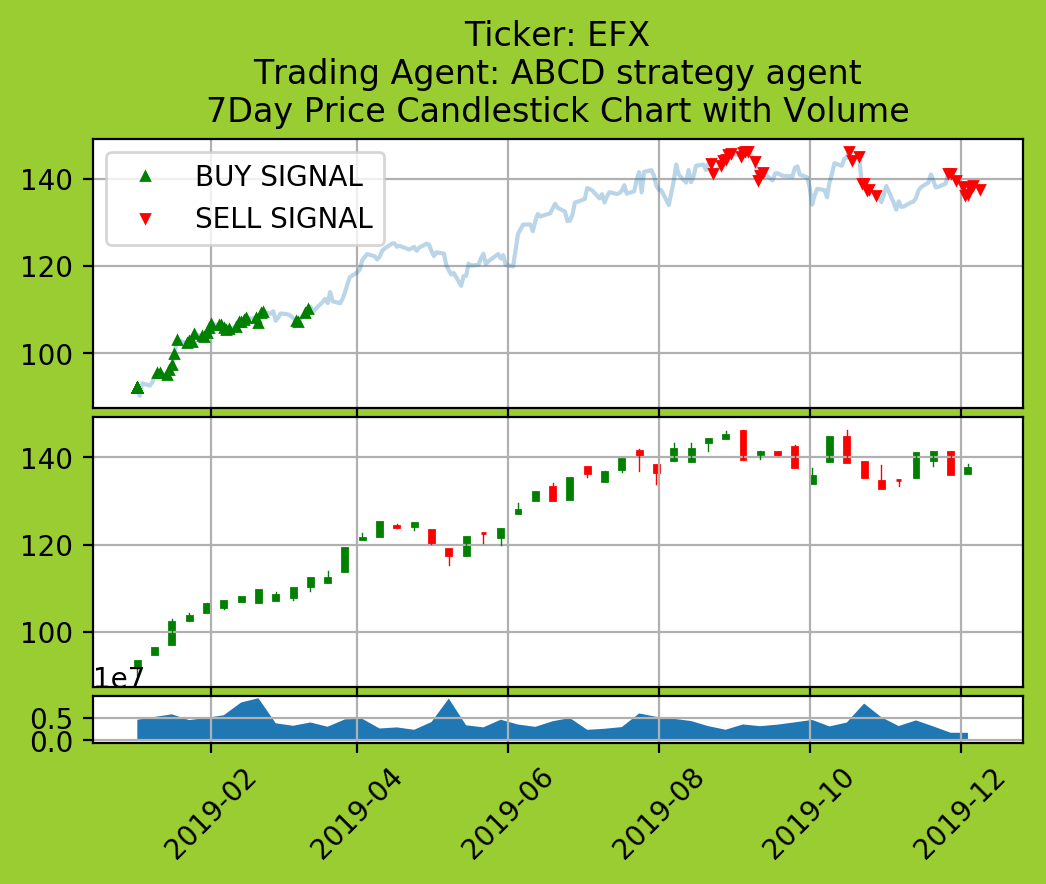 Ticker: EFX
Trading Agent: ABCD strategy agent
7Day Price Candlestick Chart with Volume
BUY SIGNAL
SELL SIGNAL
140
120
100
140
120
100
1e7
0.5
0.0
2019-02
2019-04
2019-06
2019-08
2019-10
2019-12